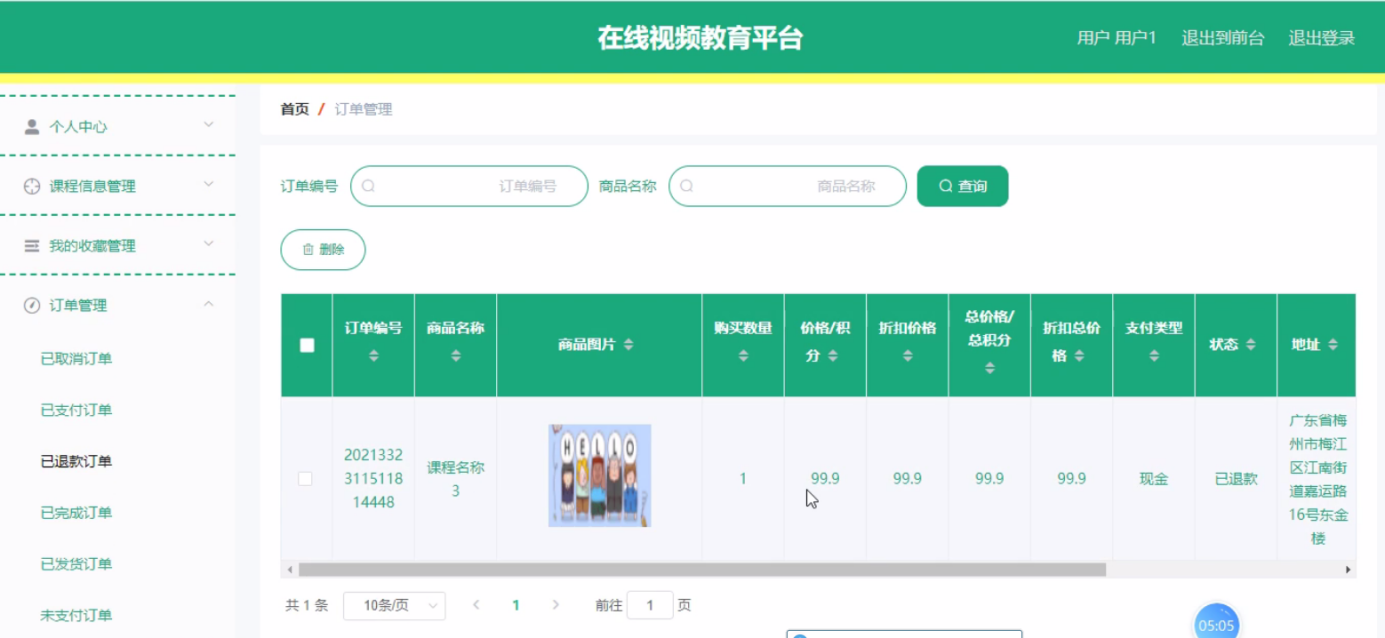 在线视频教育平台
用户 用户1 退出到前台 退出登录
个人中心
课程信息管理
我的收藏管理
订单管理
已取消订单
已支付订单
已退款订单
已完成订单
已发货订单
未支付订单
首页 / 订单管理
订单编号 订单编号 商品名称 商品名称 查询
删除
订单编号 商品名称 商品图片 购买数量 价格/积分 折扣价格 总价格/总积分 折扣总价格 支付类型 状态 地址
2021332
3115118
14448
课程名称
3
HELLO
1 99.9 99.9 99.9 99.9 现金 已退款
广东省梅
州市梅江
区江南街
道嘉运路
16号东金
楼
共 1 条 10条/页 1 前往 1 页
05:05